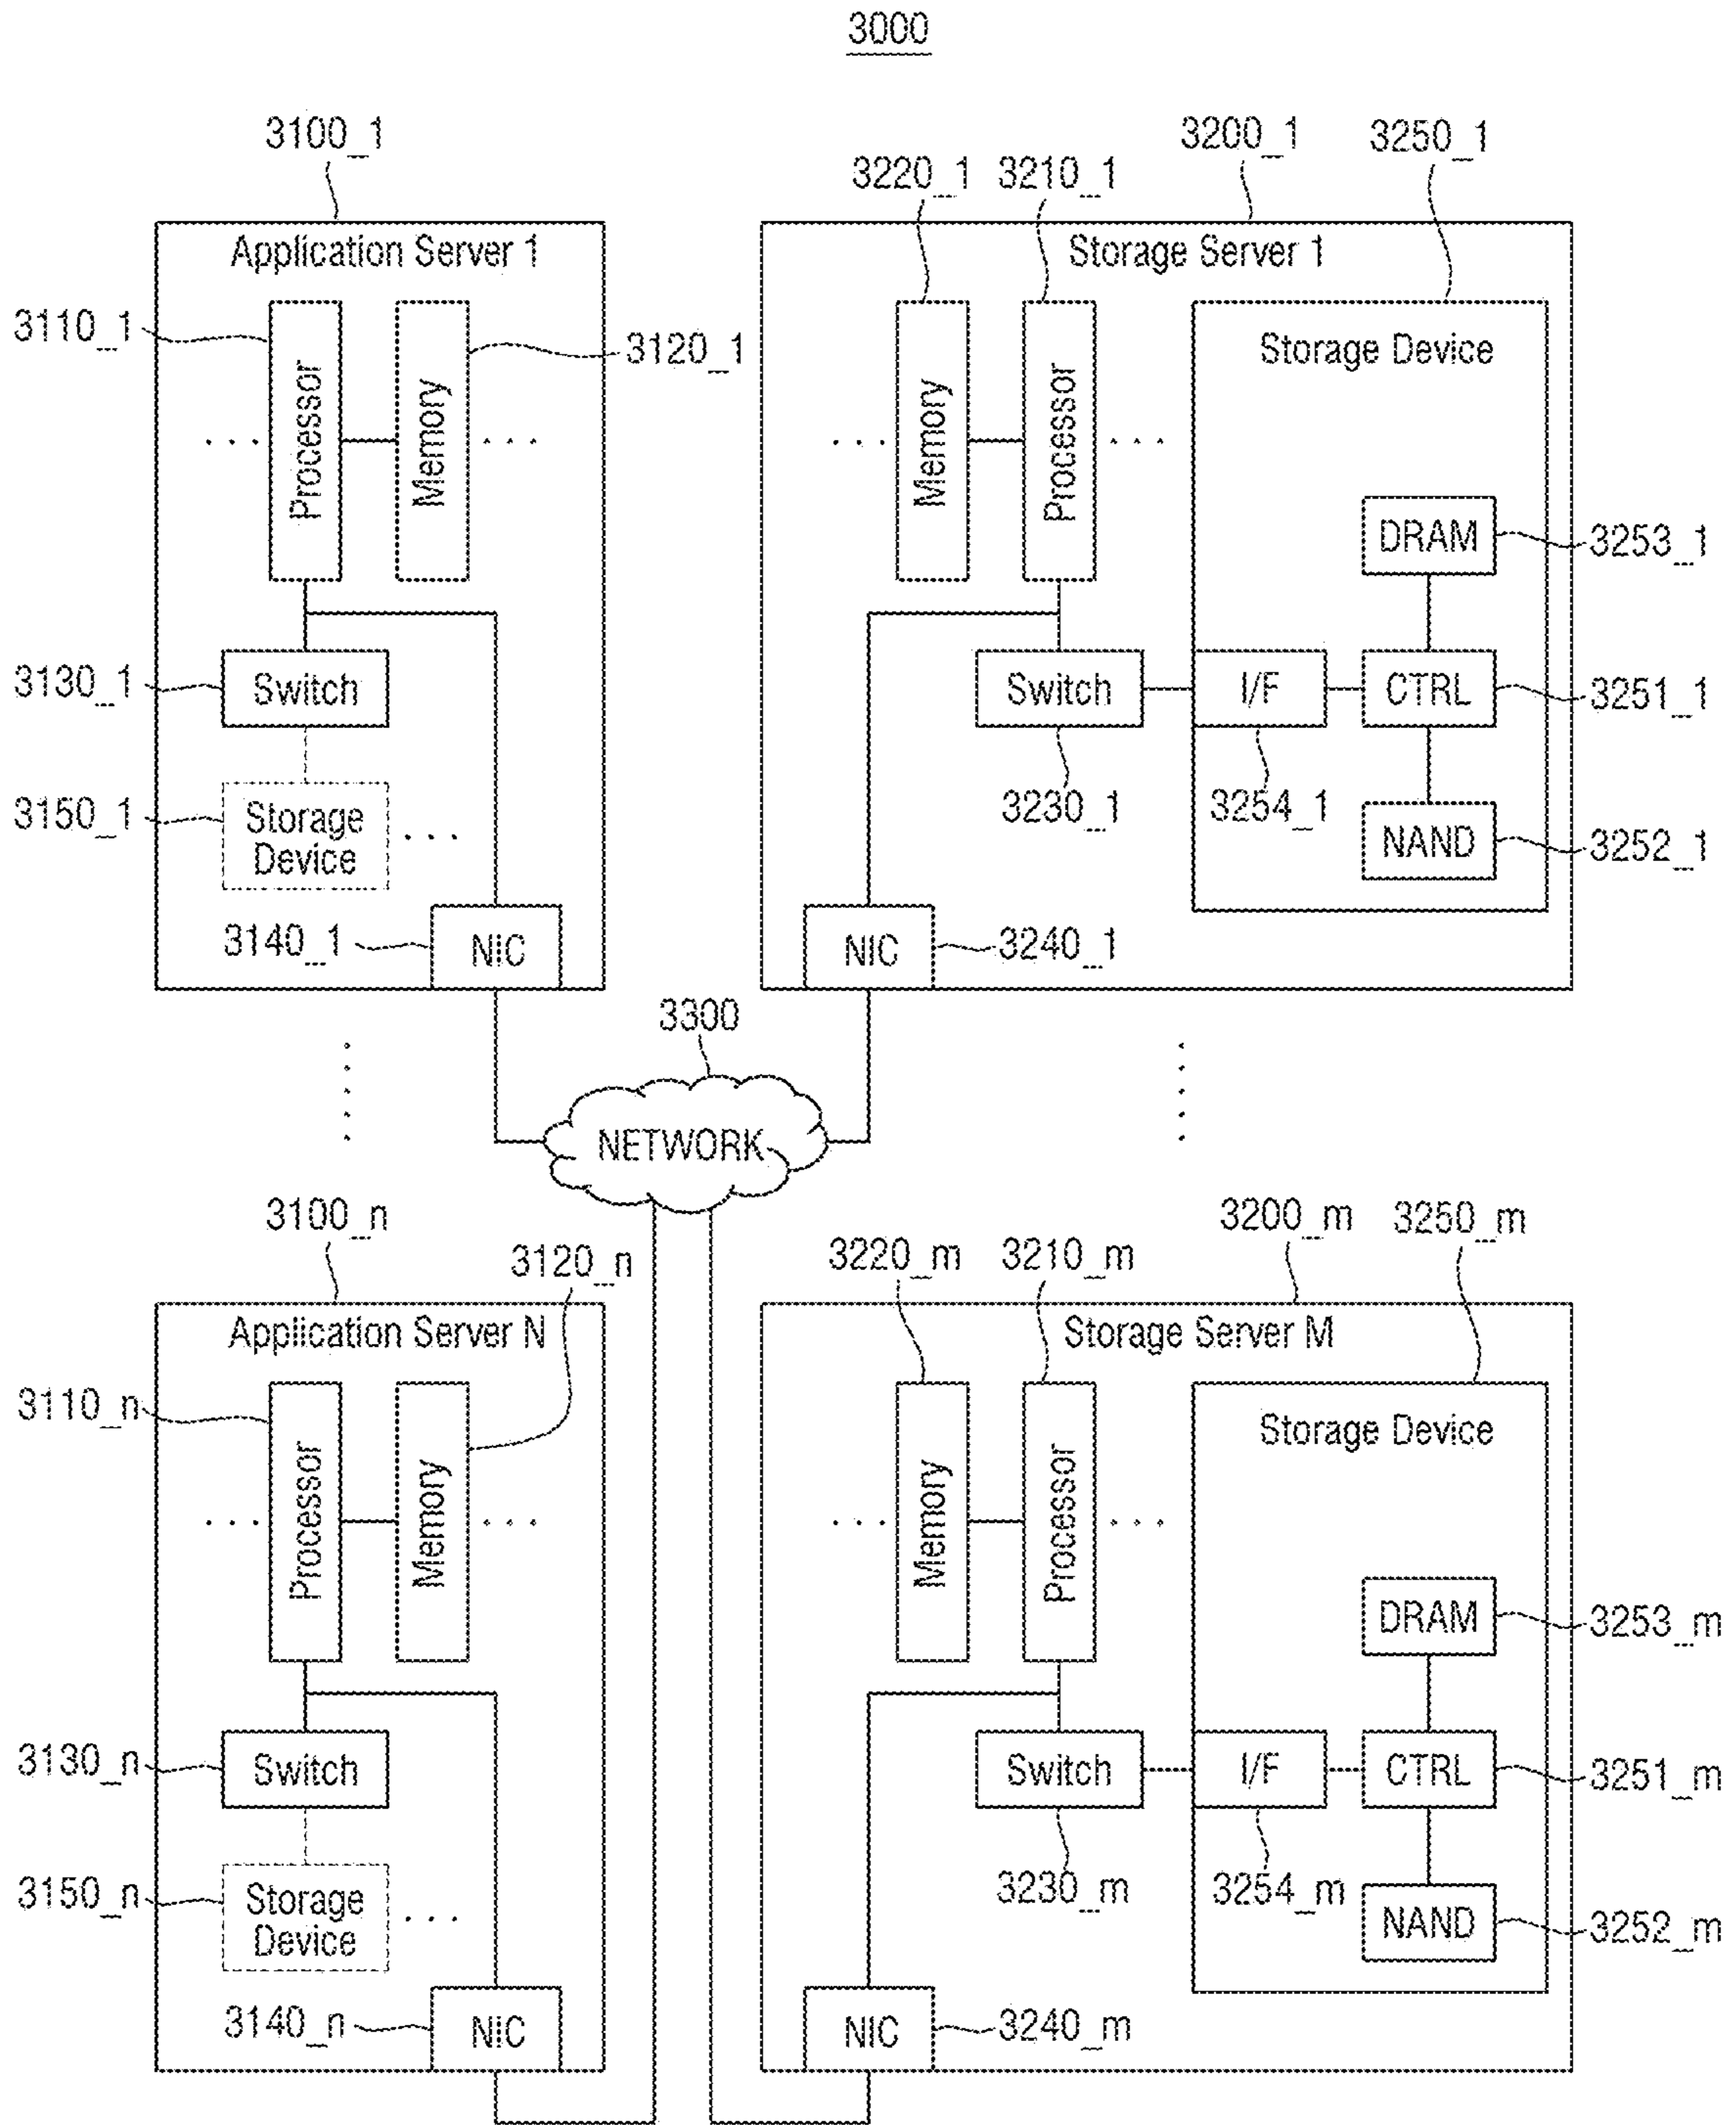 3000
3100_1
3200_1
3250_1
3220_1
3210_1
Application Server 1
Storage Server 1
3110_1
3120_1
Processor
Memory
. . .
. . .
. . .
Memory
Processor
. . .
Storage Device
DRAM
3253_1
3130_1
Switch
Switch
I/F
CTRL
3251_1
3150_1
Storage
Device
. . .
3230_1
3254_1
NAND
3252_1
3140_1
NIC
NIC
3240_1
3300
NETWORK
3100_n
3120_n
3200_m
3250_m
3220_m
3210_m
Application Server N
Storage Server M
3110_n
Processor
Memory
. . .
. . .
. . .
Memory
Processor
. . .
Storage Device
DRAM
3253_m
3130_n
Switch
Switch
I/F
CTRL
3251_m
3150_n
Storage
Device
. . .
3230_m
3254_m
NAND
3252_m
3140_n
NIC
NIC
3240_m